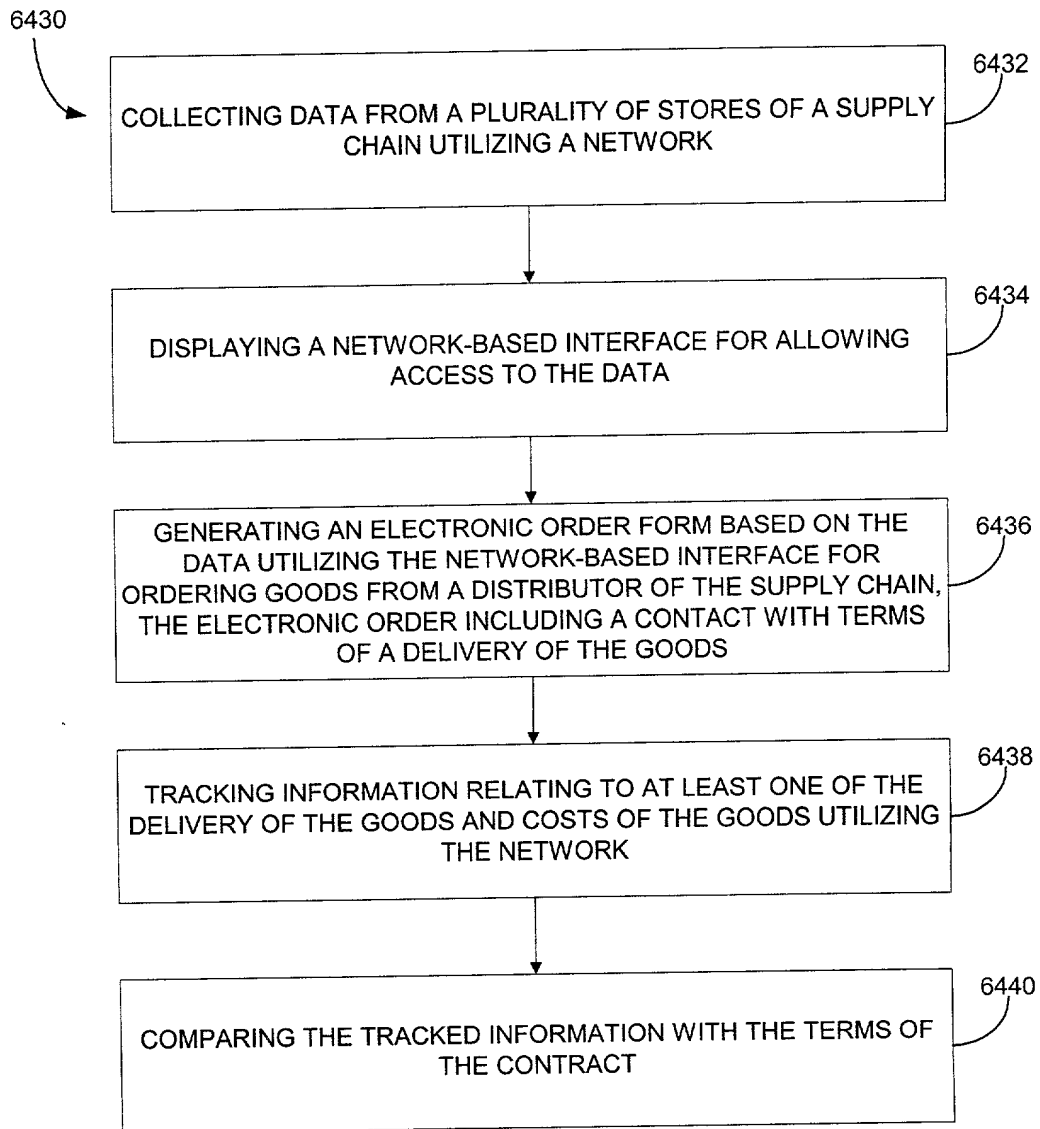 6430
6432
COLLECTING DATA FROM A PLURALITY OF STORES OF A SUPPLY
CHAIN UTILIZING A NETWORK
6434
DISPLAYING A NETWORK-BASED INTERFACE FOR ALLOWING
ACCESS TO THE DATA
6436
GENERATING AN ELECTRONIC ORDER FORM BASED ON THE
DATA UTILIZING THE NETWORK-BASED INTERFACE FOR
ORDERING GOODS FROM A DISTRIBUTOR OF THE SUPPLY CHAIN,
THE ELECTRONIC ORDER INCLUDING A CONTACT WITH TERMS
OF A DELIVERY OF THE GOODS
6438
TRACKING INFORMATION RELATING TO AT LEAST ONE OF THE
DELIVERY OF THE GOODS AND COSTS OF THE GOODS UTILIZING
THE NETWORK
6440
COMPARING THE TRACKED INFORMATION WITH THE TERMS OF
THE CONTRACT